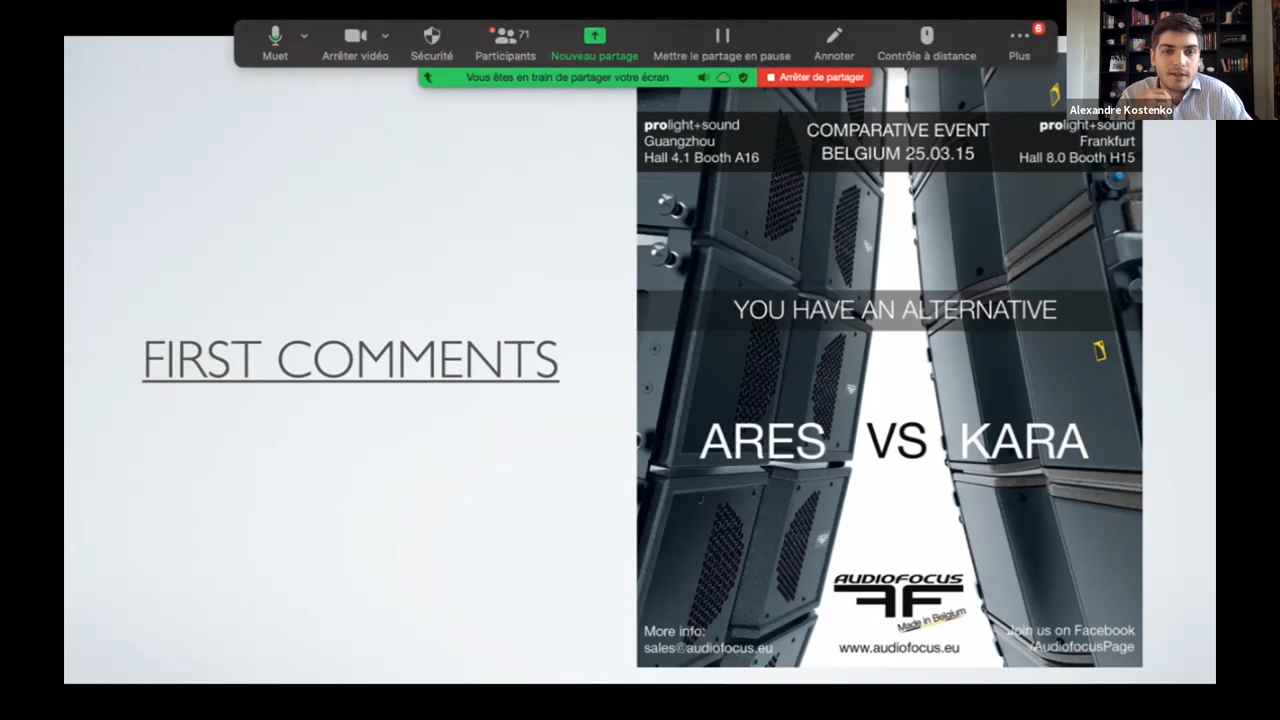 71
6
Muet
Arrêter vidéo
Sécurité
Participants
Nouveau partage
Mettre le partage en pause
Annoter
Contrôle à distance
Plus
Vous êtes en train de partager votre écran
Arrêter de partager
Alexandre Kostenko
prolight+sound
Guangzhou
Hall 4.1 Booth A16
COMPARATIVE EVENT
BELGIUM 25.03.15
prolight+sound
Frankfurt
Hall 8.0 Booth H15
YOU HAVE AN ALTERNATIVE
FIRST COMMENTS
ARES VS KARA
AUDIOFOCUS
Made in Belgium
More info:
sales@audiofocus.eu
www.audiofocus.eu
Join us on Facebook
/AudiofocusPage